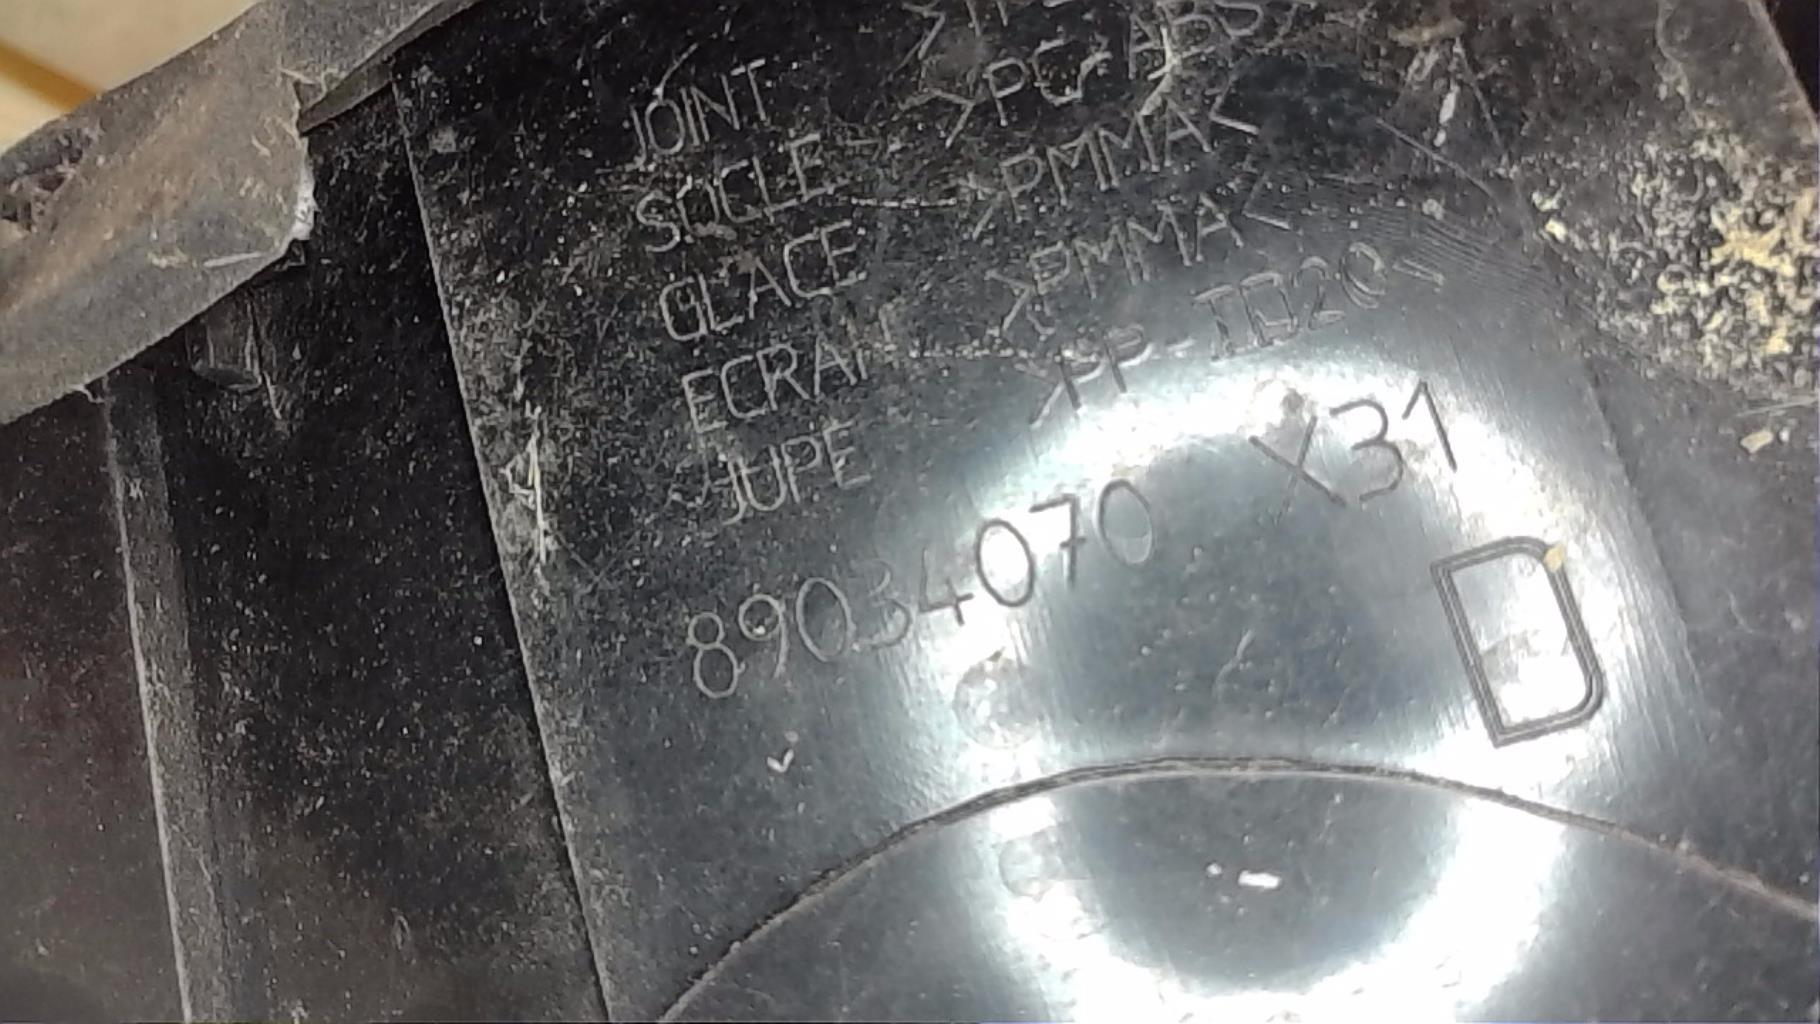 JOINT
SOCLE >PC-ABS<
GLACE >PMMA<
ECRAN >PMMA<
JUPE >PP-TD20<
89034070 X31
D